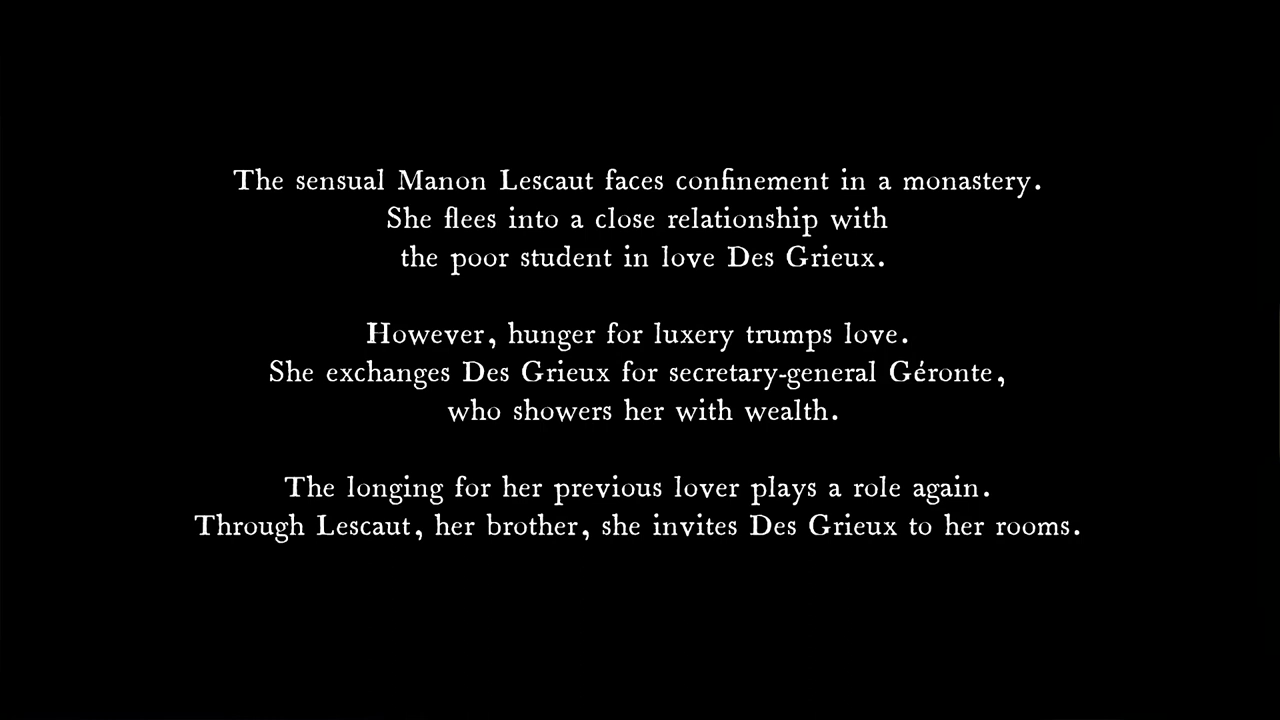 The sensual Manon Lescaut faces confinement in a monastery.
She flees into a close relationship with
the poor student in love Des Grieux.
However, hunger for luxery trumps love.
She exchanges Des Grieux for secretary-general Géronte,
who showers her with wealth.
The longing for her previous lover plays a role again.
Through Lescaut, her brother, she invites Des Grieux to her rooms.